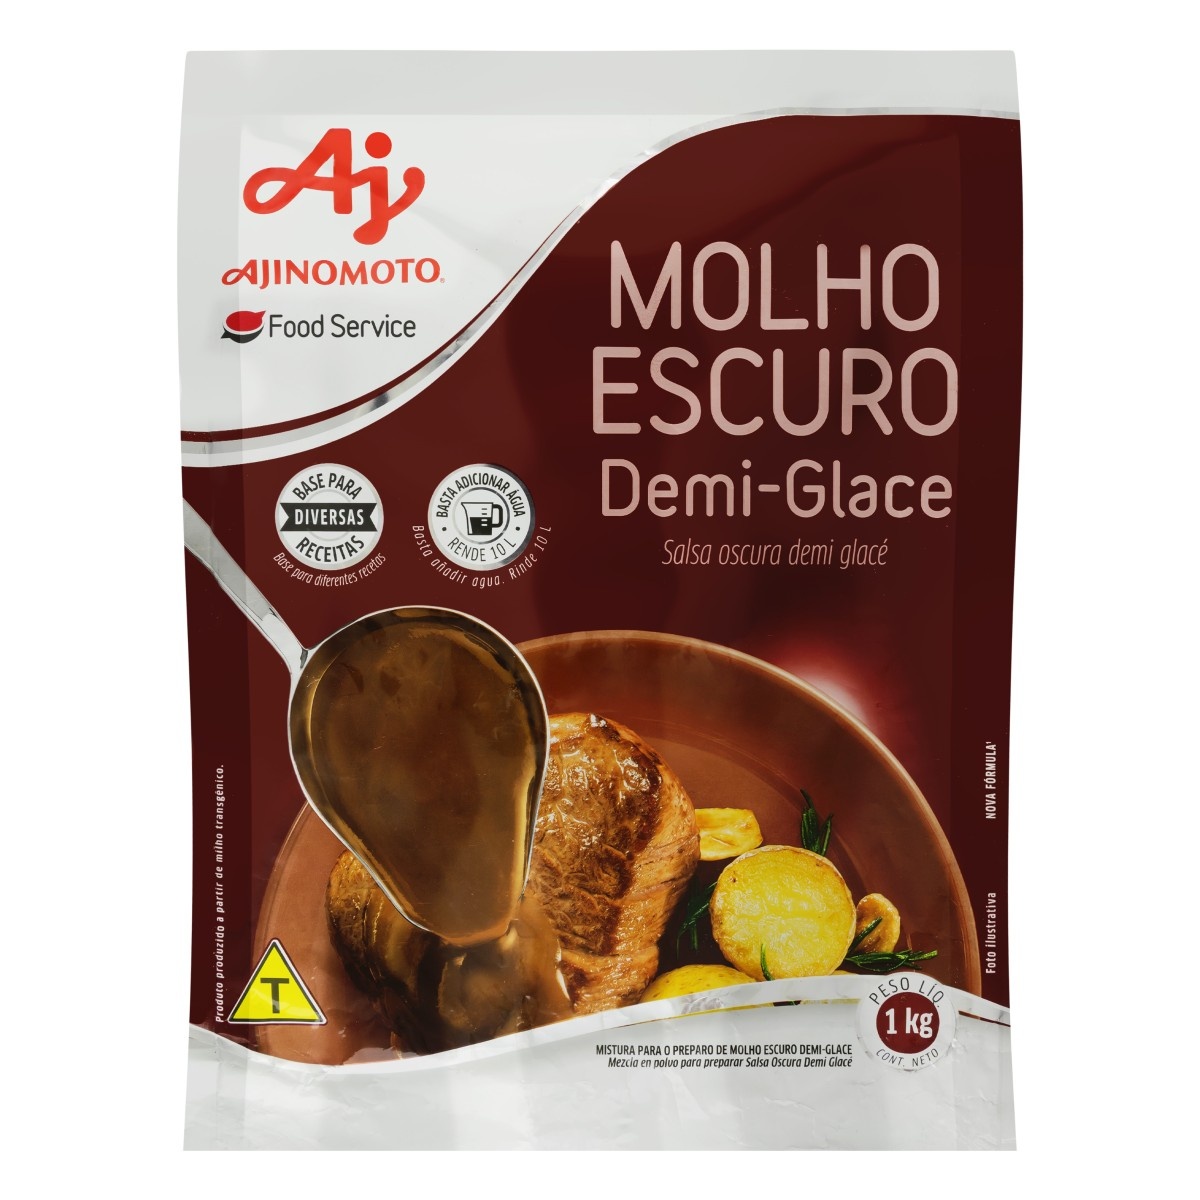 Aj
AJINOMOTO®
Food Service
MOLHO
ESCURO
Demi-Glace
Salsa oscura demi glacé
BASE PARA
DIVERSAS
RECEITAS
Base para diferentes recetas
BASTA ADICIONAR ÁGUA
• RENDE 10 L •
Basta añadir agua. Rinde 10 L
NOVA FÓRMULA¹
Foto ilustrativa
Produto produzido a partir de milho transgênico.
T
PESO LÍQ.
1 kg
CONT. NETO
MISTURA PARA O PREPARO DE MOLHO ESCURO DEMI-GLACE
Mezcla en polvo para preparar Salsa Oscura Demi Glacé